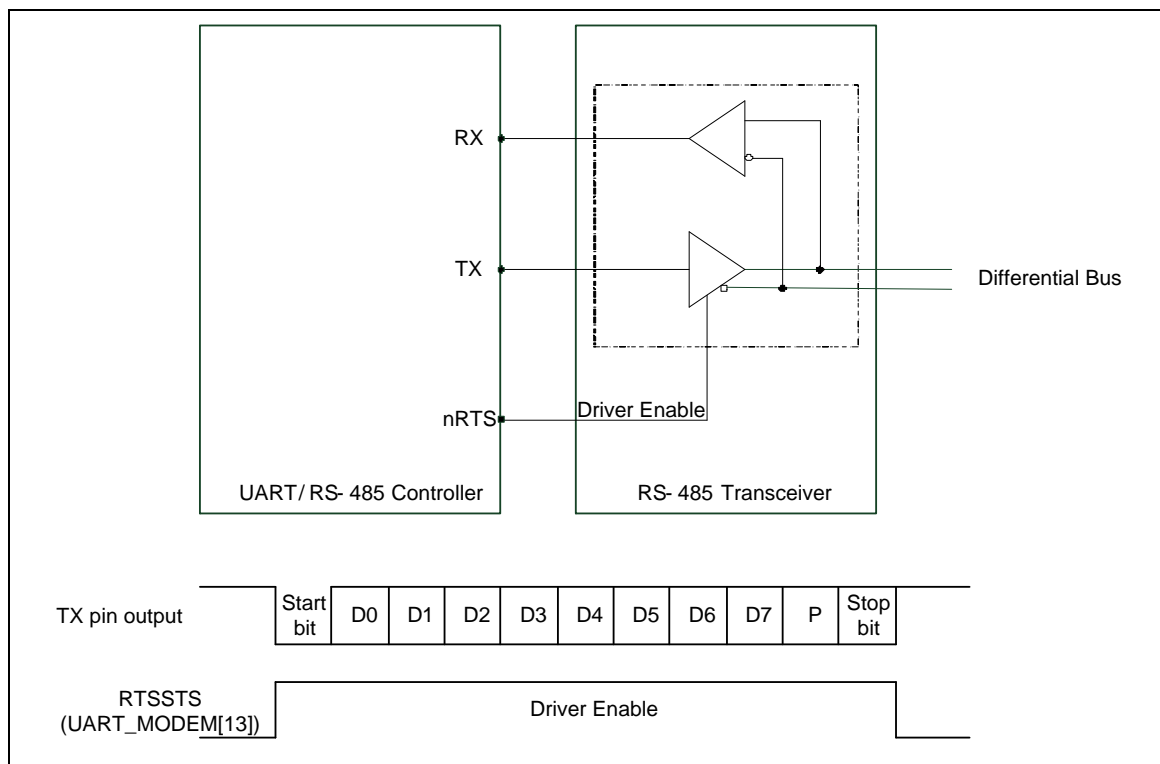 RX
TX
Differential Bus
nRTS
Driver Enable
UART/ RS- 485 Controller
RS- 485 Transceiver
TX pin output
Start
bit
D0
D1
D2
D3
D4
D5
D6
D7
P
Stop
bit
RTSSTS
(UART_MODEM[13])
Driver Enable